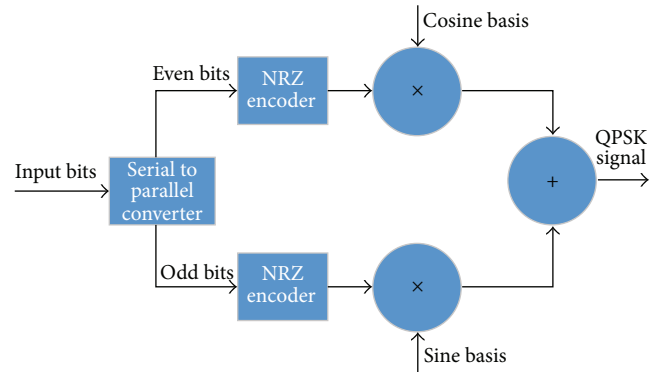 Cosine basis
Even bits
NRZ
encoder
×
Input bits
Serial to
parallel
converter
+
QPSK
signal
Odd bits
NRZ
encoder
×
Sine basis